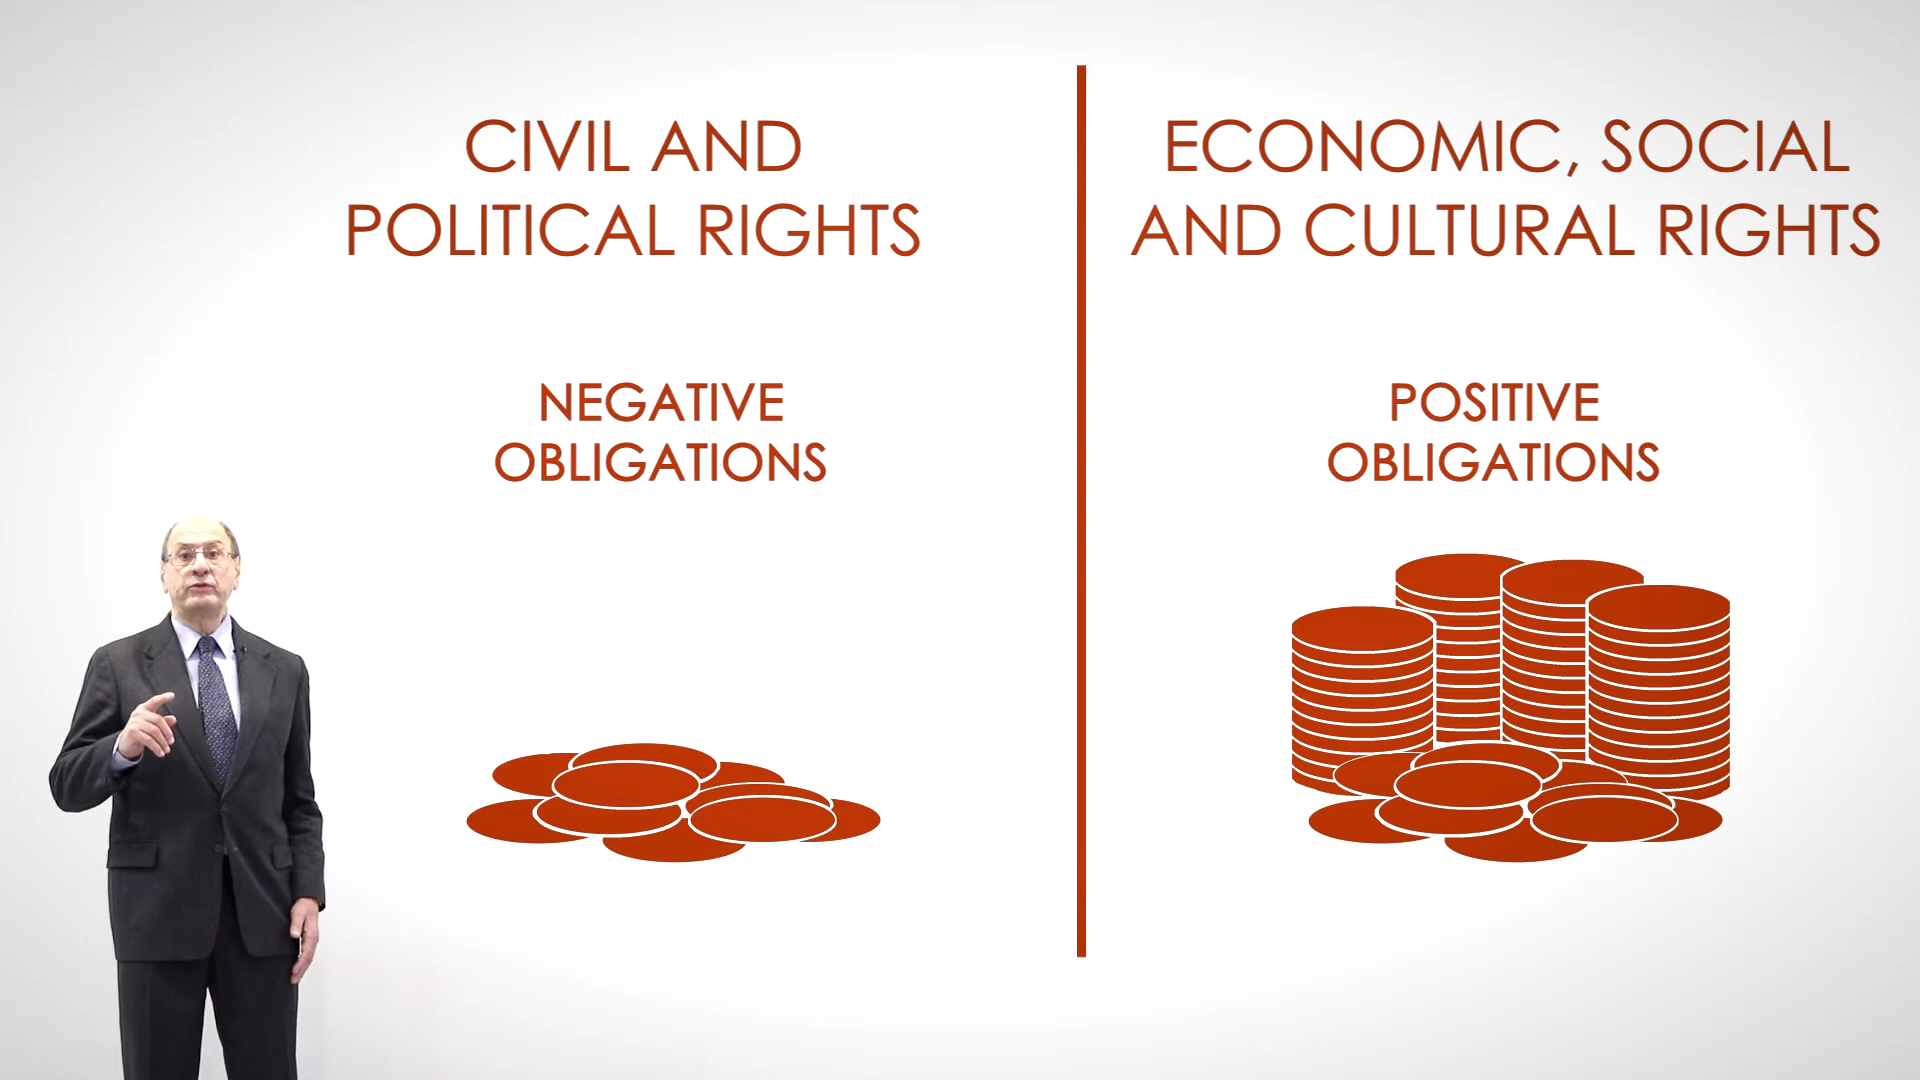 CIVIL AND
POLITICAL RIGHTS
NEGATIVE
OBLIGATIONS
ECONOMIC, SOCIAL
AND CULTURAL RIGHTS
POSITIVE
OBLIGATIONS